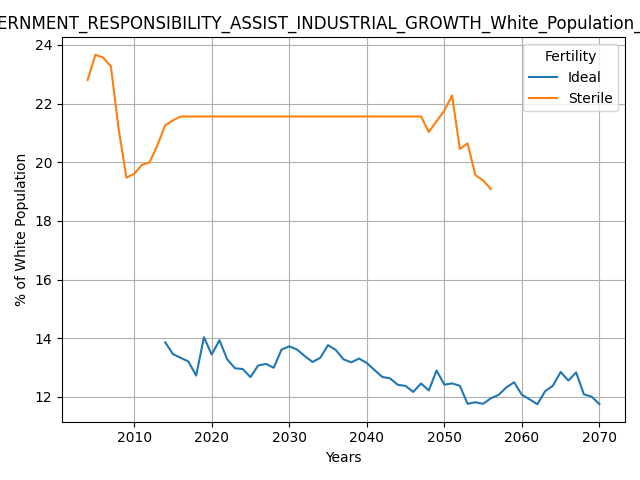 ERNMENT_RESPONSIBILITY_ASSIST_INDUSTRIAL_GROWTH_White_Population_
Fertility
Ideal
Sterile
% of White Population
24
22
20
18
16
14
12
2010 2020 2030 2040 2050 2060 2070
Years